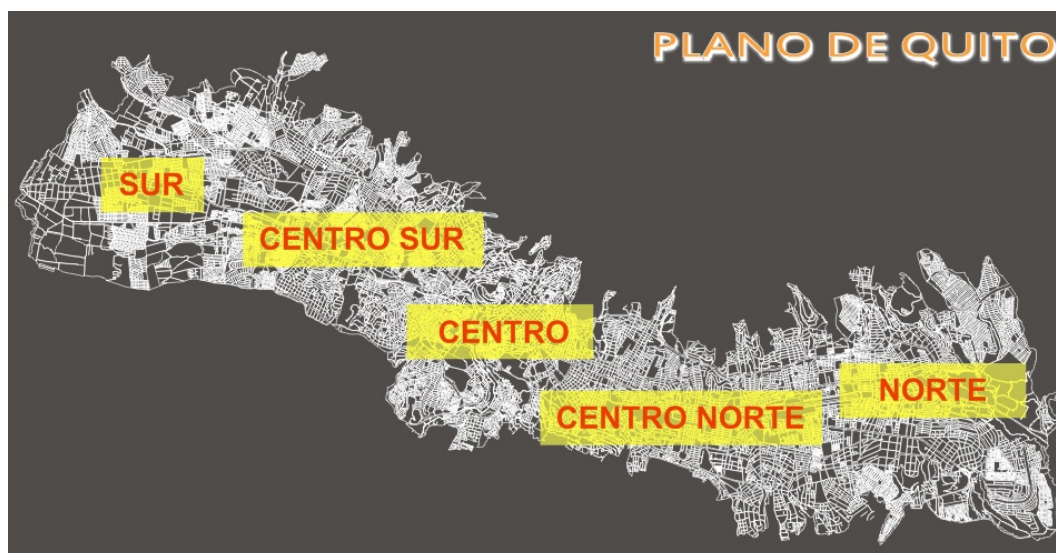 PLANO DE QUITO
SUR
CENTRO SUR
CENTRO
CENTRO NORTE
NORTE